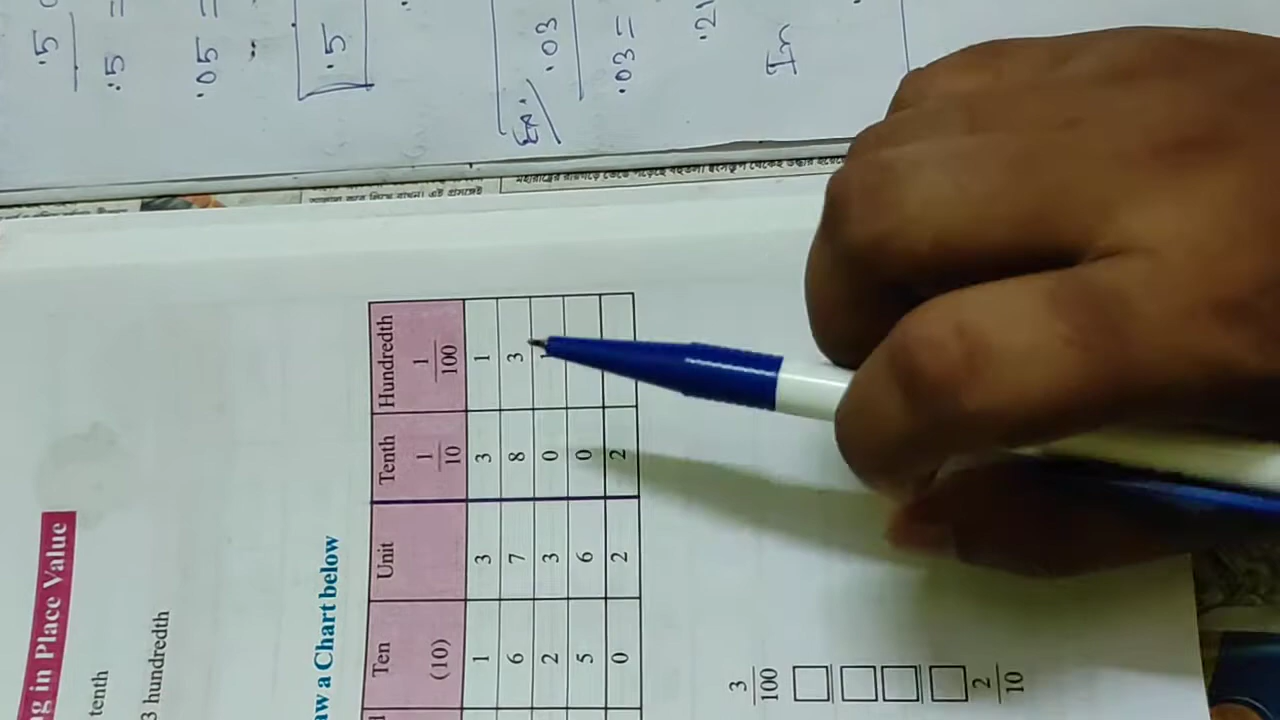 .5
.5 =
.05 =
.5
Ex. .03
.03 =
.21
In
ng in Place Value
tenth
3 hundredth
aw a Chart below
Ten Unit Tenth Hundredth
(10) 1/10 1/100
1 3 3 1
6 7 8 3
2 3 0
5 6 0
0 2 2
3/100
2/10